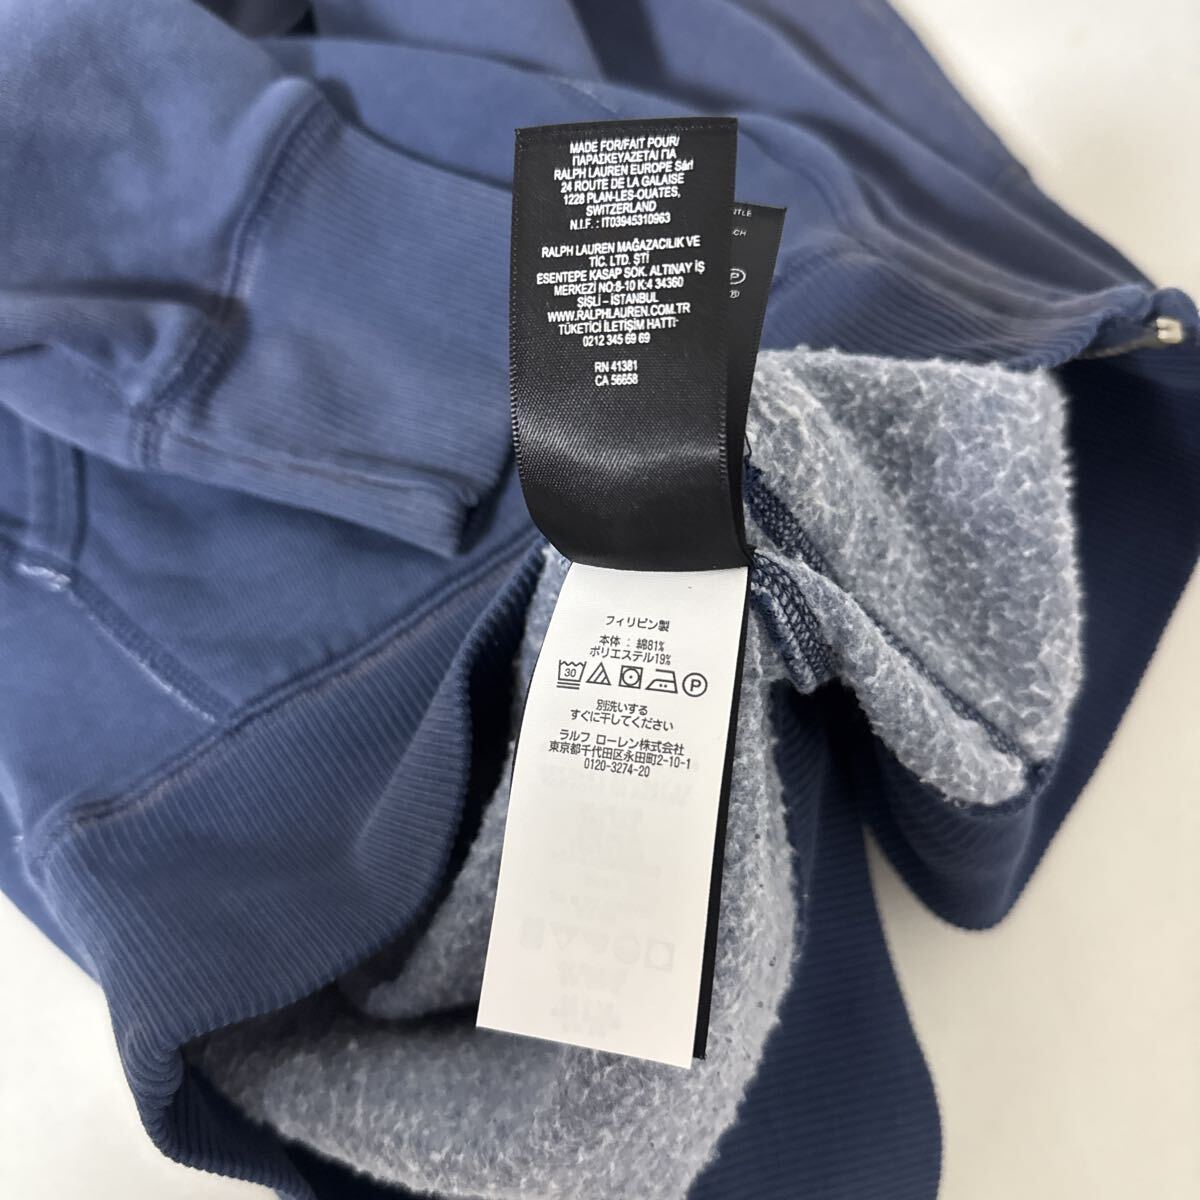 MADE FOR/FAIT POUR/
ΠΑΡΑΣΚΕΥΑΖΕΤΑΙ ΓΙΑ
RALPH LAUREN EUROPE Sàrl
24 ROUTE DE LA GALAISE
1228 PLAN-LES-OUATES,
SWITZERLAND
N.I.F. : IT03945310963
RALPH LAUREN MAĞAZACILIK VE
TİC. LTD. ŞTİ
ESENTEPE KASAP SOK. ALTINAY İŞ
MERKEZİ NO:8-10 K:4 34360
ŞİŞLİ – İSTANBUL
WWW.RALPHLAUREN.COM.TR
TÜKETİCİ İLETİŞİM HATTI:
0212 345 69 69
RN 41381
CA 56658
フィリピン製
本体 : 綿81%
ポリエステル19%
30
P
別洗いする
すぐに干してください
ラルフ ローレン株式会社
東京都千代田区永田町2-10-1
0120-3274-20